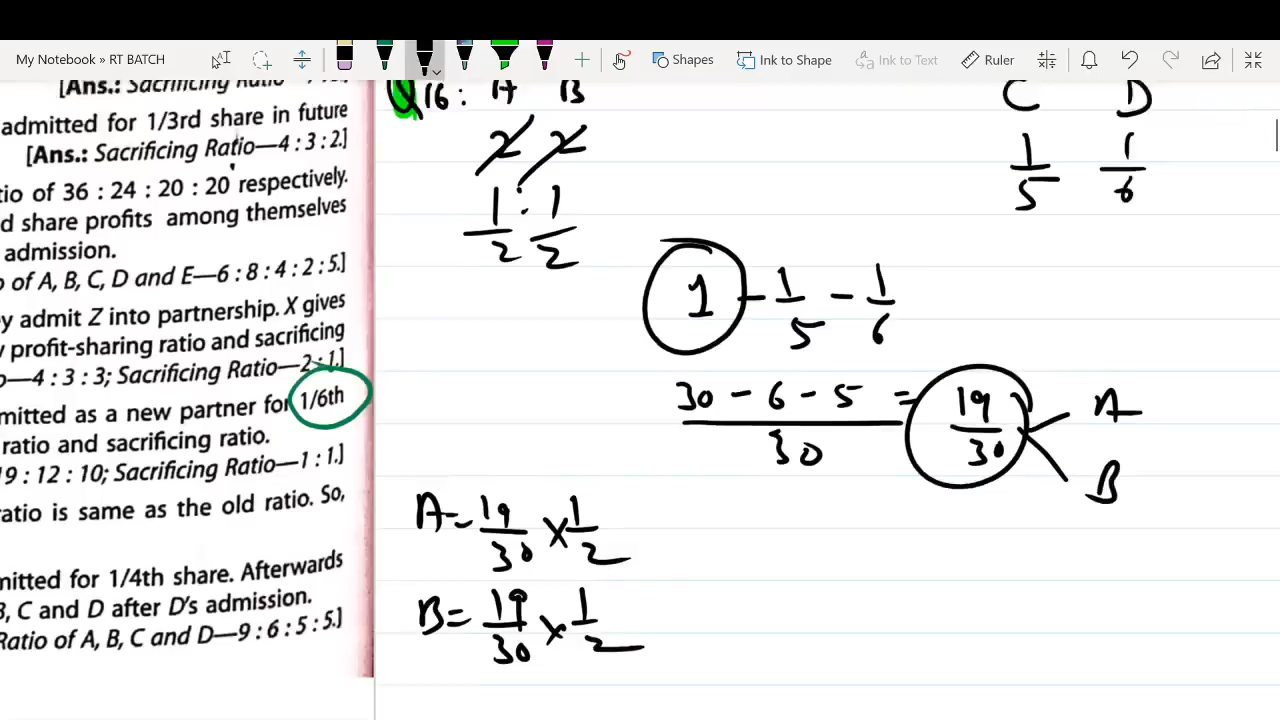 My Notebook » RT BATCH
Shapes
Ink to Shape
Ink to Text
Ruler
[Ans.: Sacrificing Ratio
admitted for 1/3rd share in future
[Ans.: Sacrificing Ratio—4 : 3 : 2.]
tio of 36 : 24 : 20 : 20 respectively.
d share profits among themselves
admission.
o of A, B, C, D and E—6 : 8 : 4 : 2 : 5.]
ey admit Z into partnership. X gives
v profit-sharing ratio and sacrificing
o—4 : 3 : 3; Sacrificing Ratio—2 : 1.]
mitted as a new partner for 1/6th
ratio and sacrificing ratio.
19 : 12 : 10; Sacrificing Ratio—1 : 1.]
ratio is same as the old ratio. So,
mitted for 1/4th share. Afterwards
B, C and D after D's admission.
Ratio of A, B, C and D—9 : 6 : 5 : 5.]
Q16: A B
2 2
1/2 : 1/2
C D
1/5 1/6
1 - 1/5 - 1/6
30 - 6 - 5 / 30 = 19/30 A
B
A = 19/30 × 1/2
B = 19/30 × 1/2